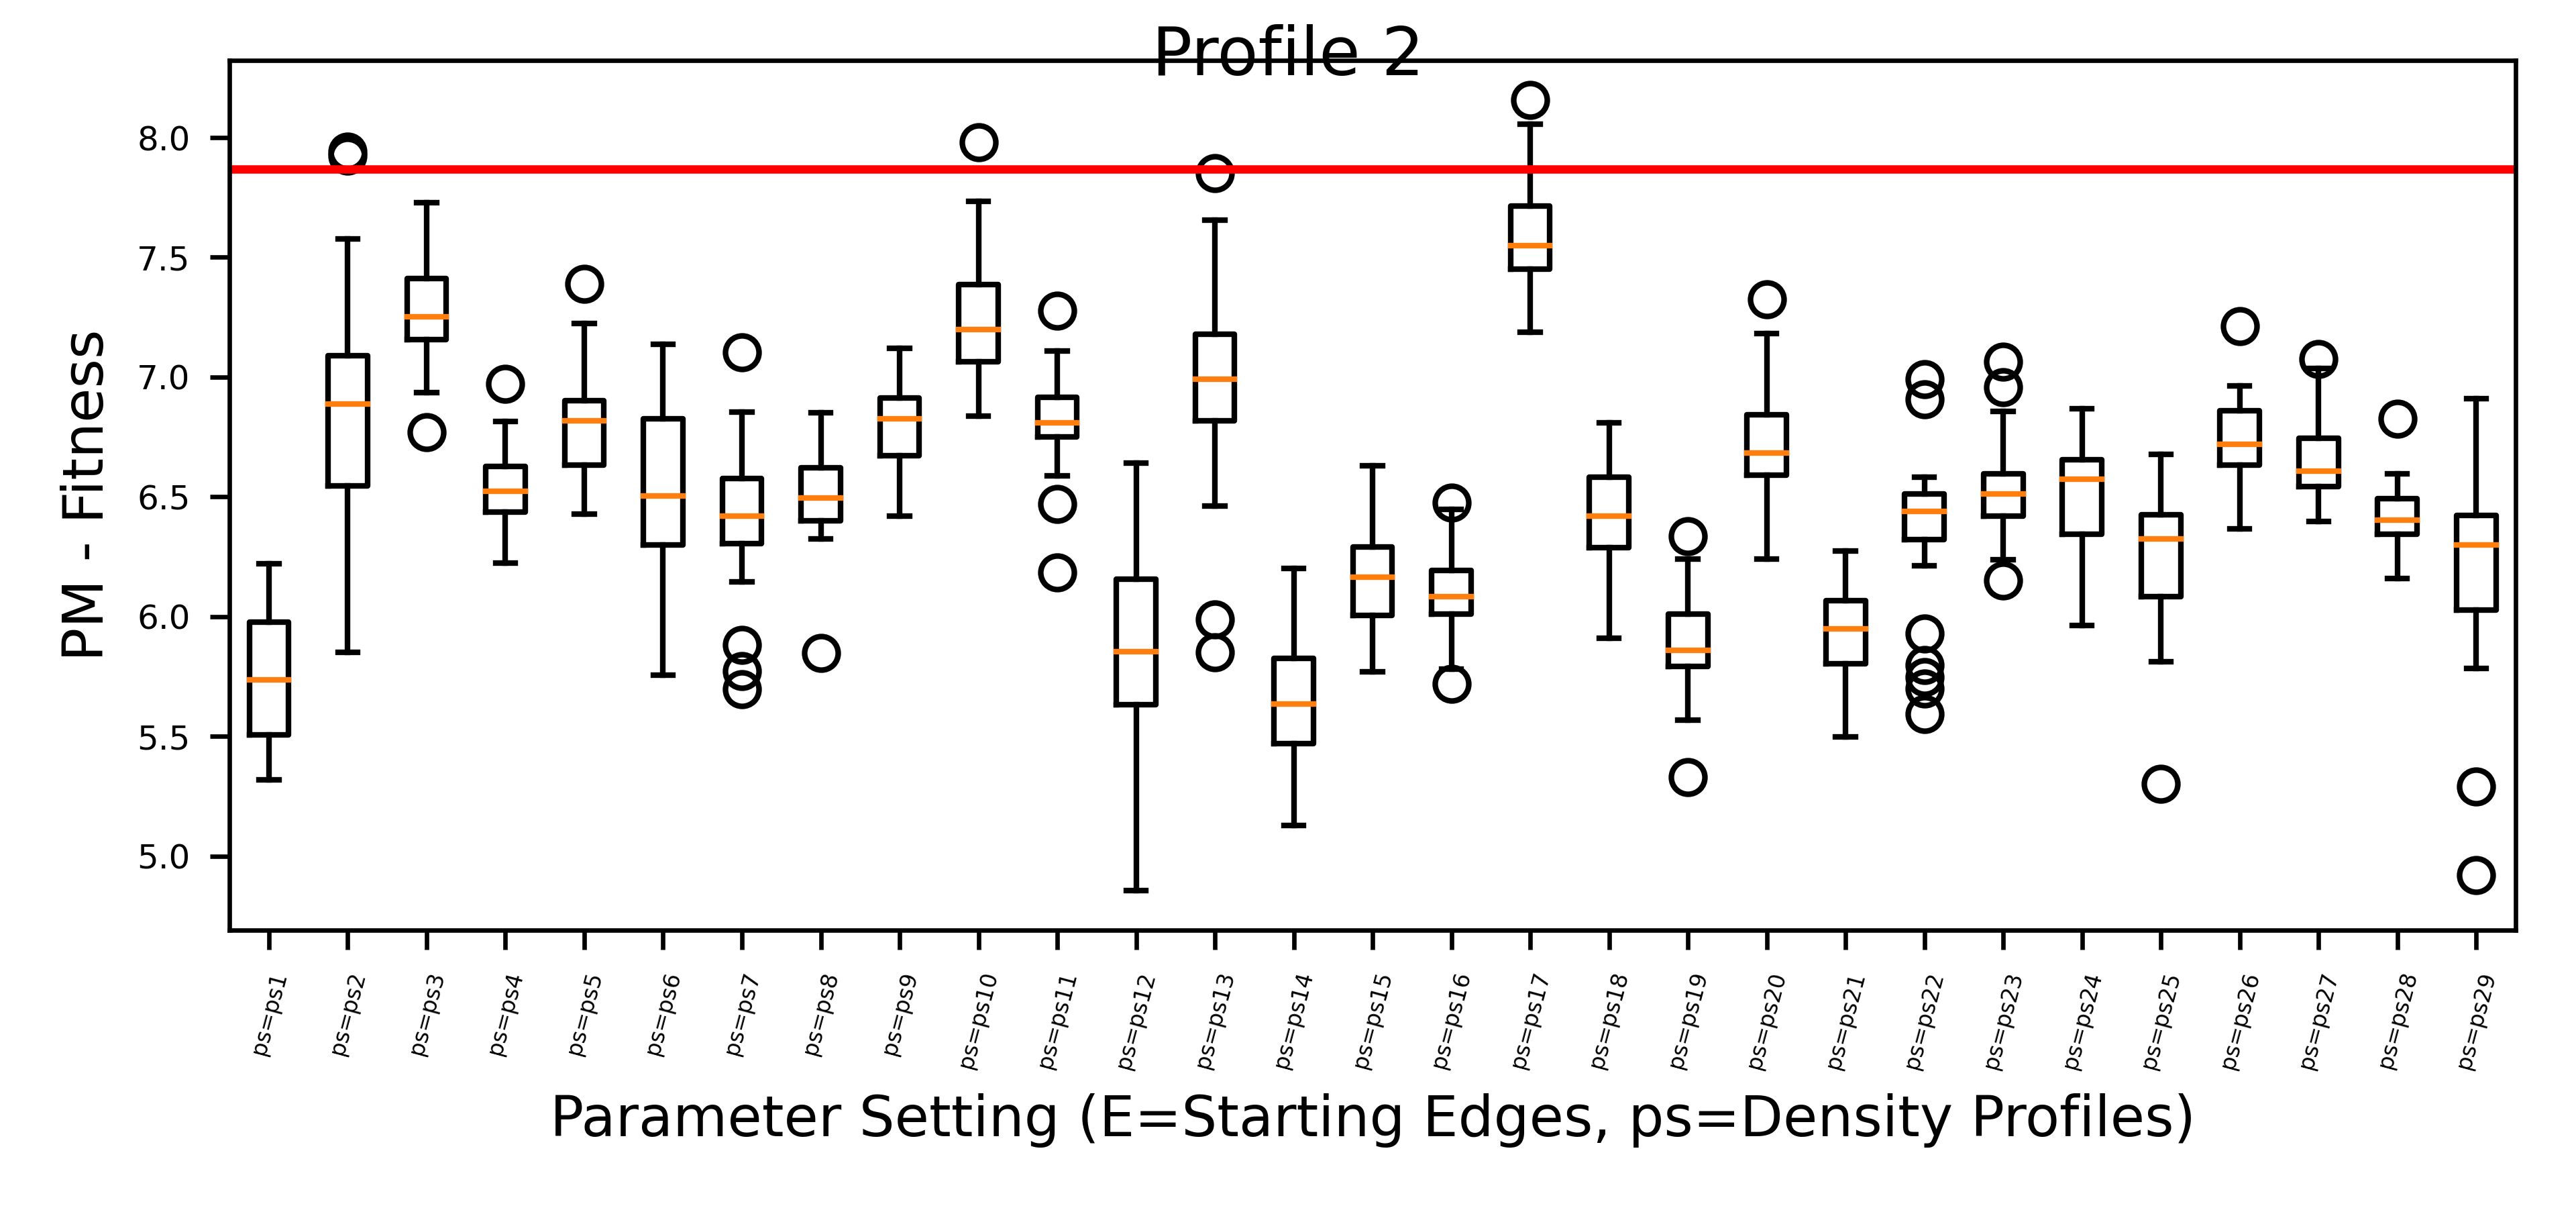 Profile 2
PM - Fitness
8.0
7.5
7.0
6.5
6.0
5.5
5.0
ps=ps1
ps=ps2
ps=ps3
ps=ps4
ps=ps5
ps=ps6
ps=ps7
ps=ps8
ps=ps9
ps=ps10
ps=ps11
ps=ps12
ps=ps13
ps=ps14
ps=ps15
ps=ps16
ps=ps17
ps=ps18
ps=ps19
ps=ps20
ps=ps21
ps=ps22
ps=ps23
ps=ps24
ps=ps25
ps=ps26
ps=ps27
ps=ps28
ps=ps29
Parameter Setting (E=Starting Edges, ps=Density Profiles)